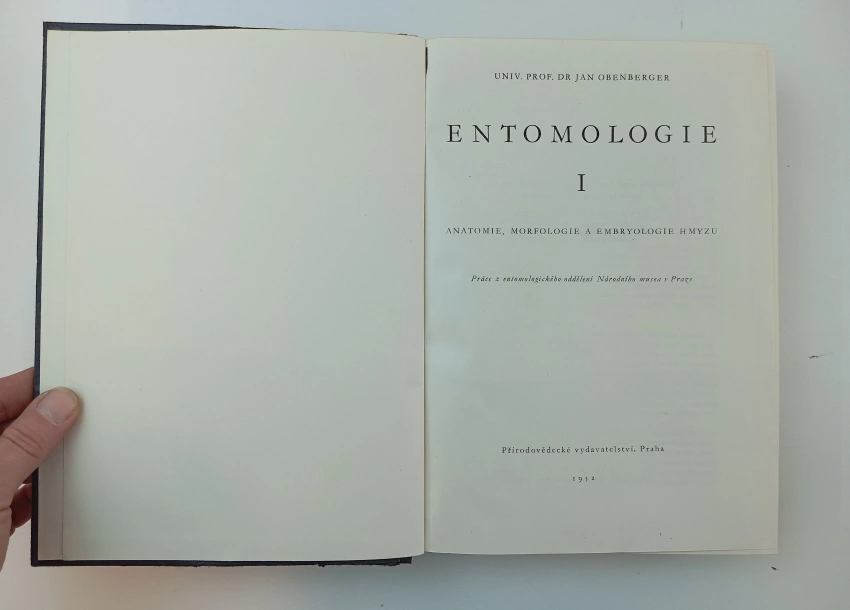 UNIV. PROF. DR JAN OBENBERGER
ENTOMOLOGIE
I
ANATOMIE, MORFOLOGIE A EMBRYOLOGIE HMYZU
Práce z entomologického oddělení Národního musea v Praze
Přírodovědecké vydavatelství, Praha
1952